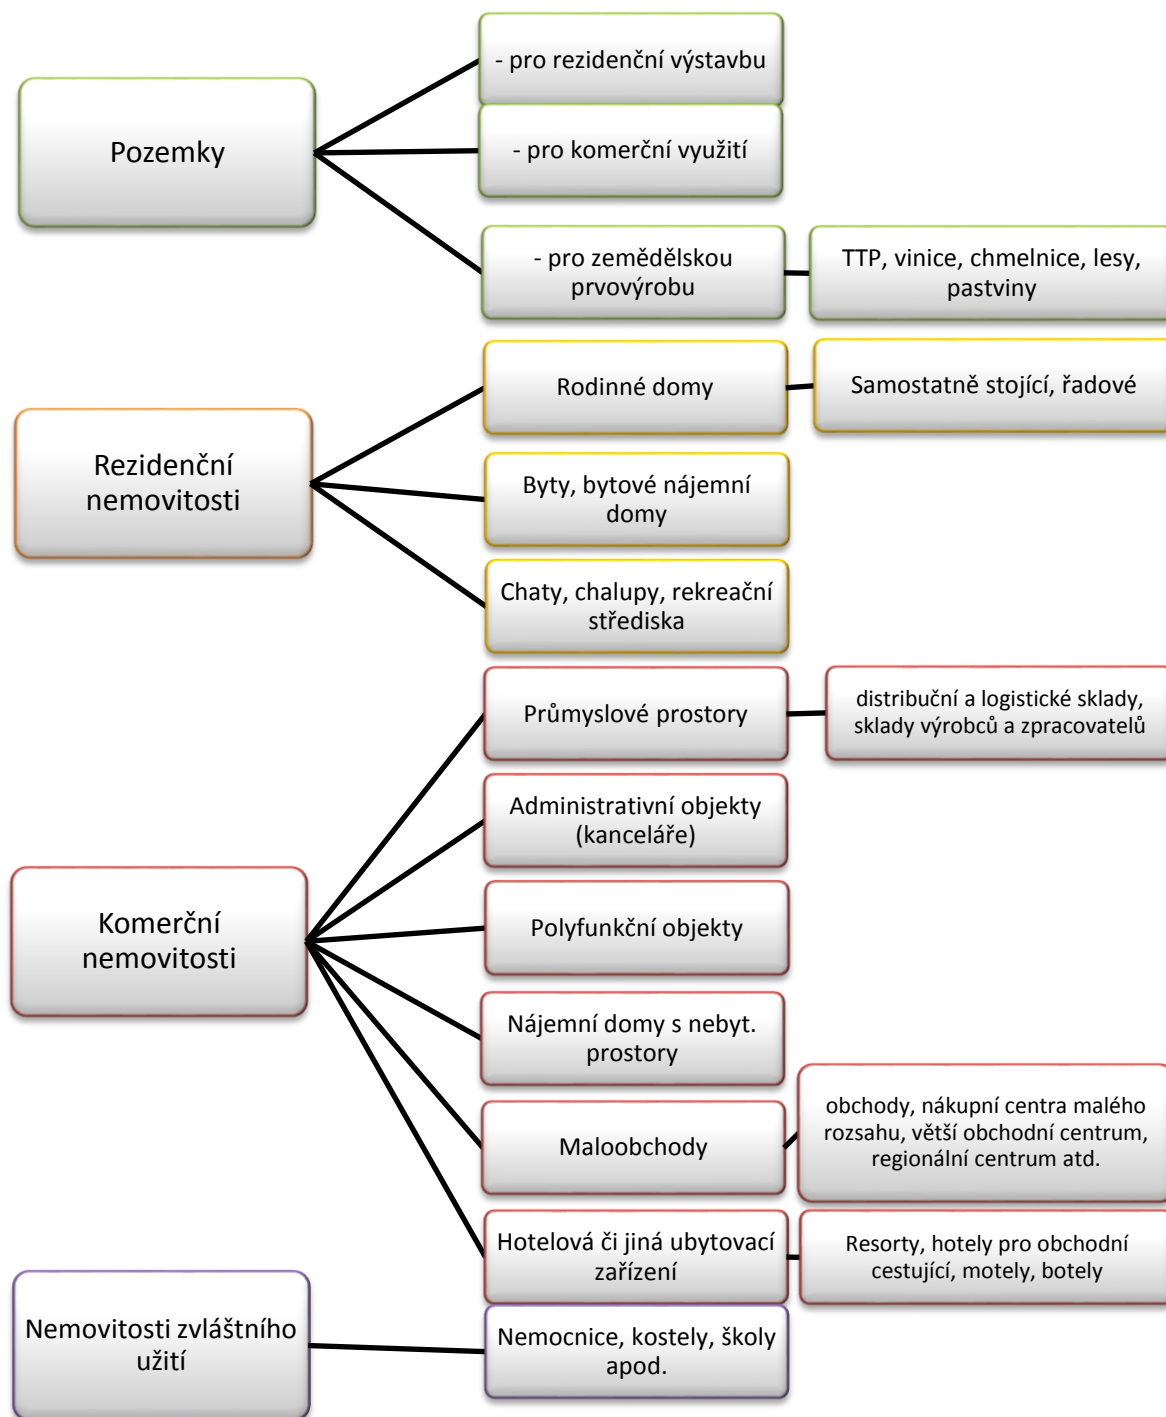 Pozemky
- pro rezidenční výstavbu
- pro komerční využití
- pro zemědělskou
prvovýrobu
TTP, vinice, chmelnice, lesy,
pastviny
Rezidenční
nemovitosti
Rodinné domy
Samostatně stojící, řadové
Byty, bytové nájemní
domy
Chaty, chalupy, rekreační
střediska
Komerční
nemovitosti
Průmyslové prostory
distribuční a logistické sklady,
sklady výrobců a zpracovatelů
Administrativní objekty
(kanceláře)
Polyfunkční objekty
Nájemní domy s nebyt.
prostory
Maloobchody
obchody, nákupní centra malého
rozsahu, větší obchodní centrum,
regionální centrum atd.
Hotelová či jiná ubytovací
zařízení
Resorty, hotely pro obchodní
cestující, motely, botely
Nemovitosti zvláštního
užití
Nemocnice, kostely, školy
apod.